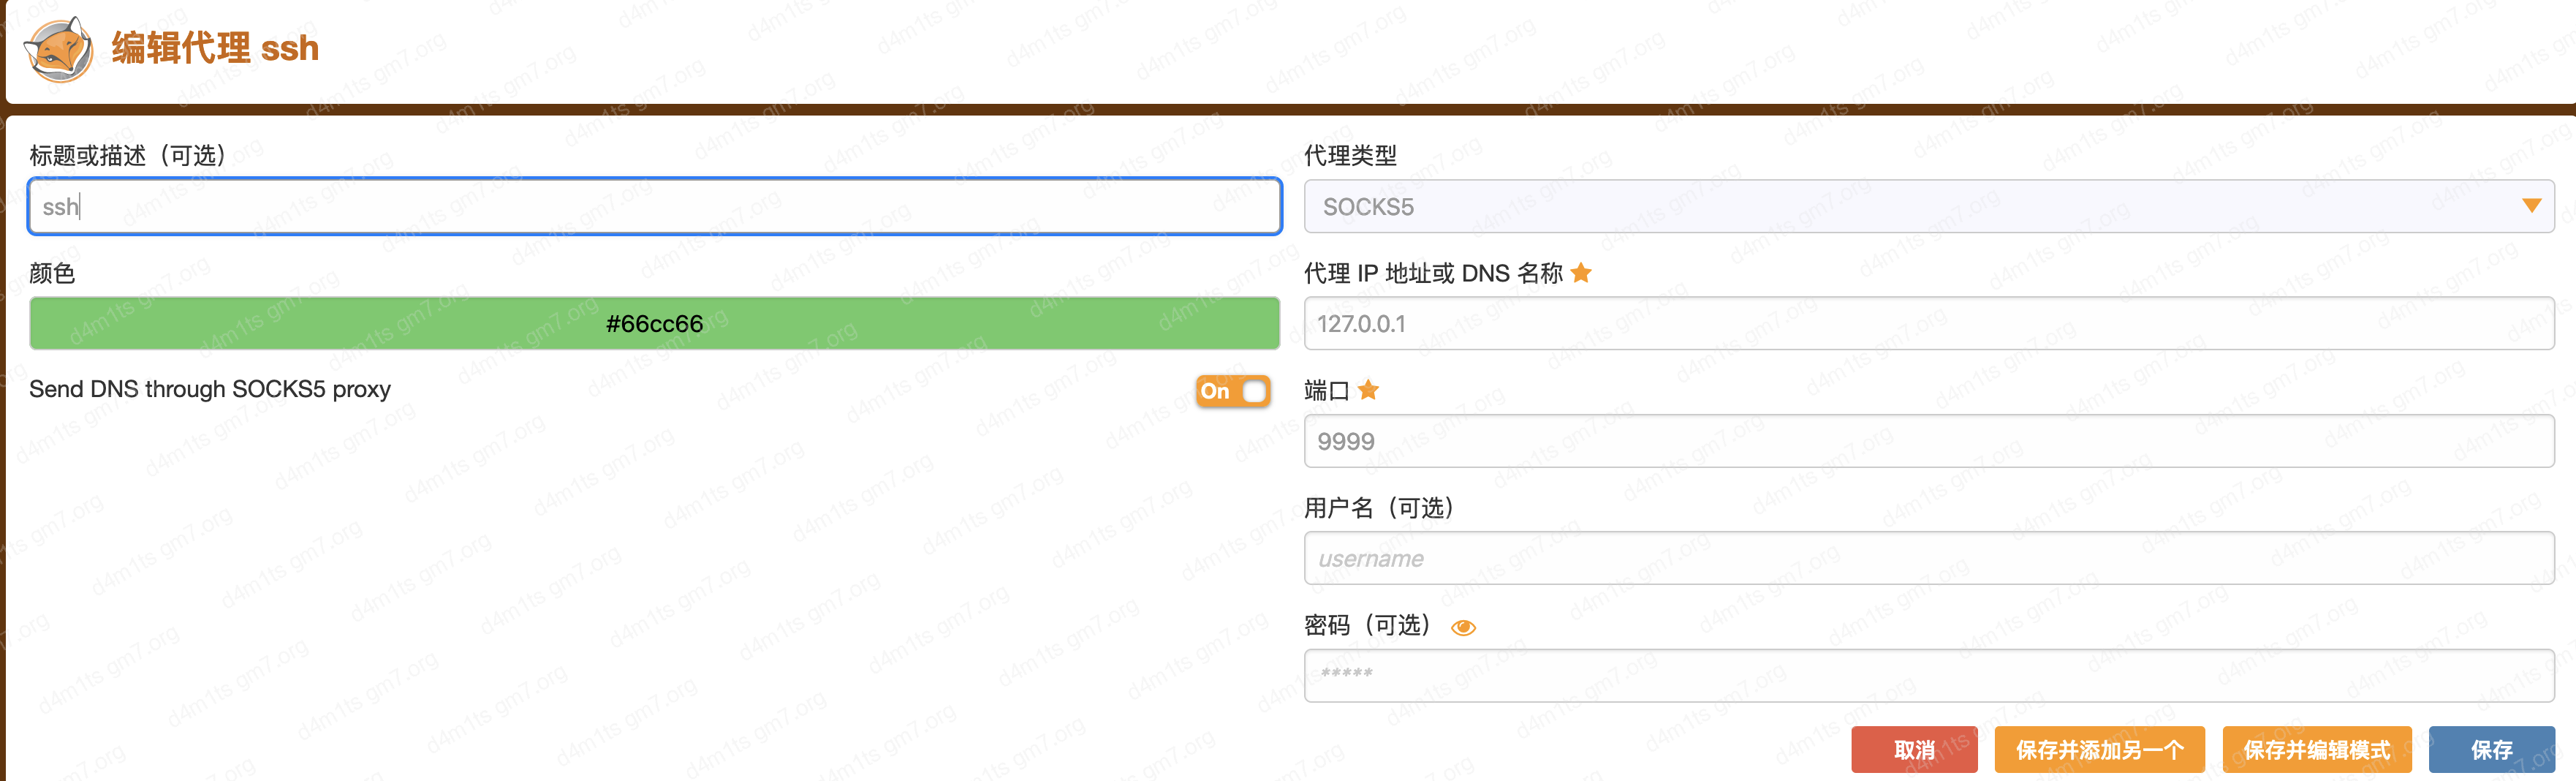 编辑代理 ssh
标题或描述（可选）
ssh
颜色
#66cc66
Send DNS through SOCKS5 proxy
On
代理类型
SOCKS5
代理 IP 地址或 DNS 名称
127.0.0.1
端口
9999
用户名（可选）
username
密码（可选）
*****
取消
保存并添加另一个
保存并编辑模式
保存
d4m1ts gm7.org